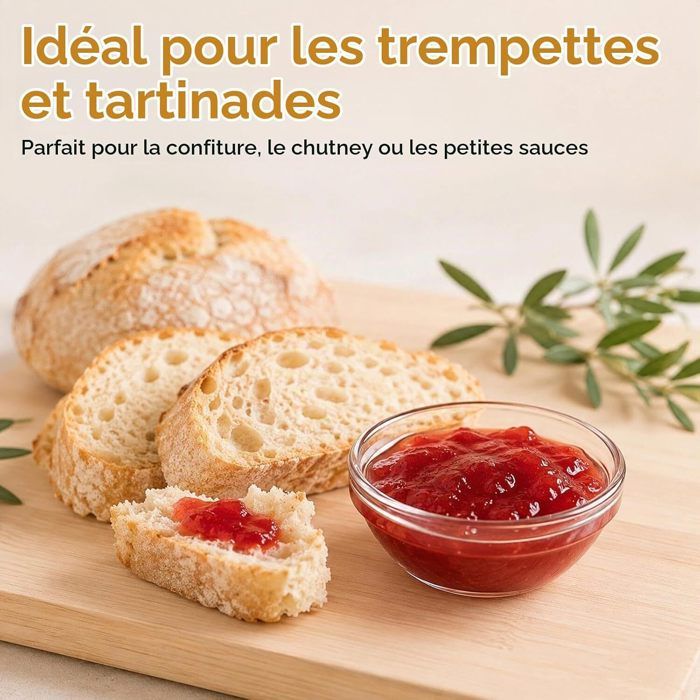 Idéal pour les trempettes
et tartinades
Parfait pour la confiture, le chutney ou les petites sauces